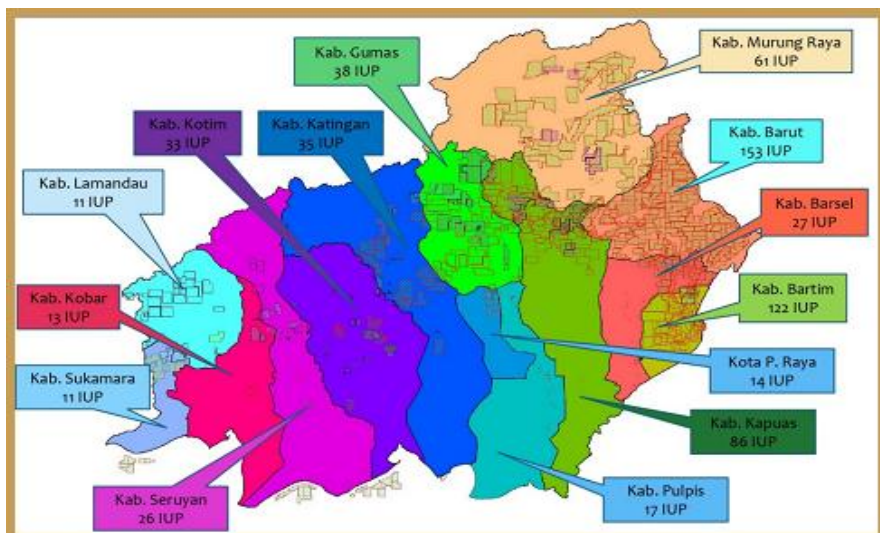 Kab. Gumas
38 IUP
Kab. Murung Raya
61 IUP
Kab. Kotim
33 IUP
Kab. Katingan
35 IUP
Kab. Barut
153 IUP
Kab. Lamandau
11 IUP
Kab. Barsel
27 IUP
Kab. Kobar
13 IUP
Kab. Bartim
122 IUP
Kota P. Raya
14 IUP
Kab. Sukamara
11 IUP
Kab. Kapuas
86 IUP
Kab. Seruyan
26 IUP
Kab. Pulpis
17 IUP